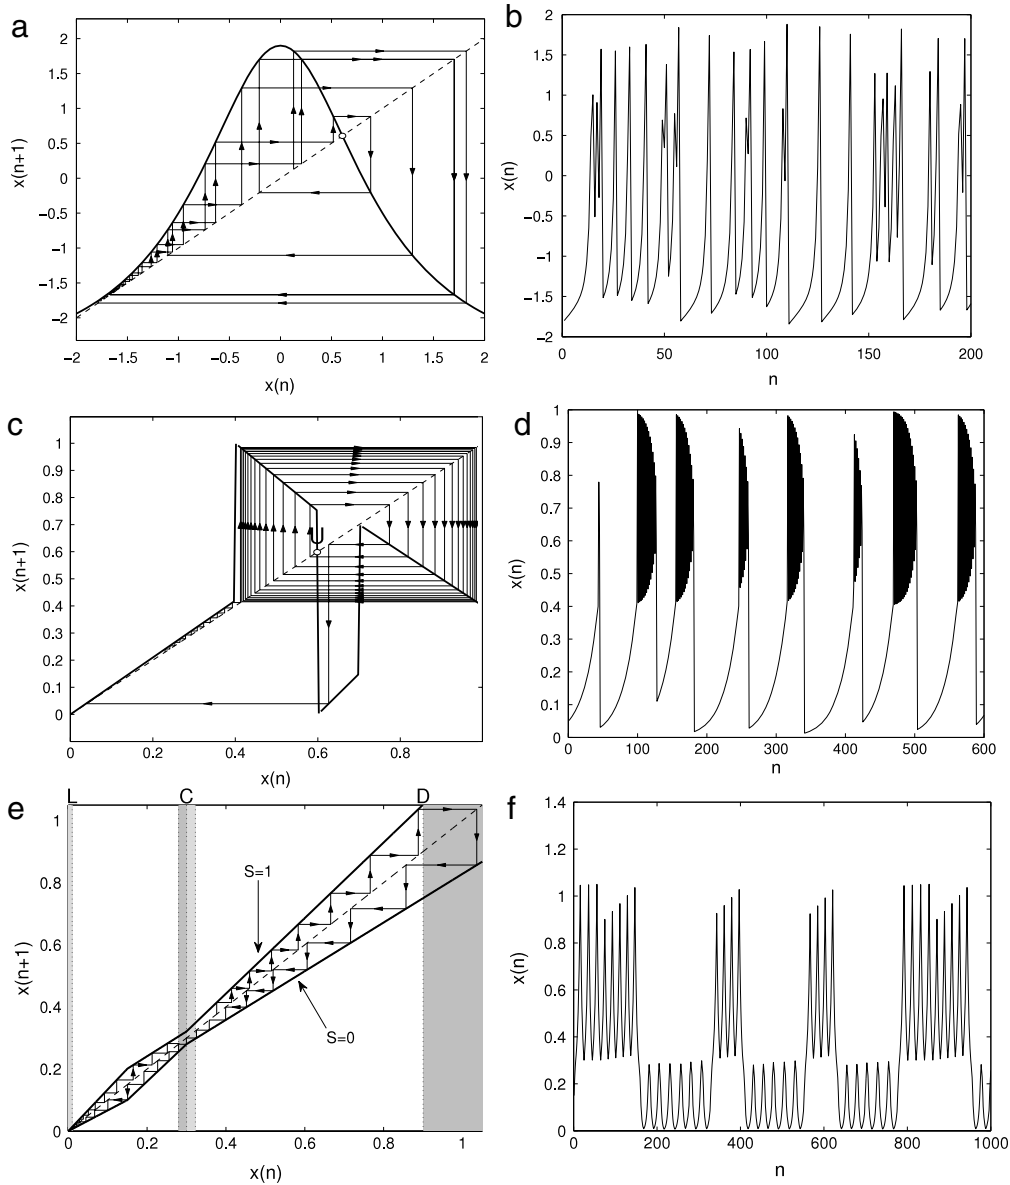 a
2
1.5
1
0.5
0
−0.5
−1
−1.5
−2
x(n+1)
−2 −1.5 −1 −0.5 0 0.5 1 1.5 2
x(n)
b
2
1.5
1
0.5
0
−0.5
−1
−1.5
−2
x(n)
50 100 150 200
n
c
1
0.9
0.8
0.7
0.6
0.5
0.4
0.3
0.2
0.1
0
x(n+1)
0 0.2 0.4 0.6 0.8
x(n)
d
1
0.9
0.8
0.7
0.6
0.5
0.4
0.3
0.2
0.1
0
x(n)
0 100 200 300 400 500 600
n
e
L C D
1
0.8
0.6
0.4
0.2
0
x(n+1)
S=1
S=0
0 0.2 0.4 0.6 0.8 1
x(n)
f
1.4
1.2
1
0.8
0.6
0.4
0.2
0
x(n)
0 200 400 600 800 1000
n